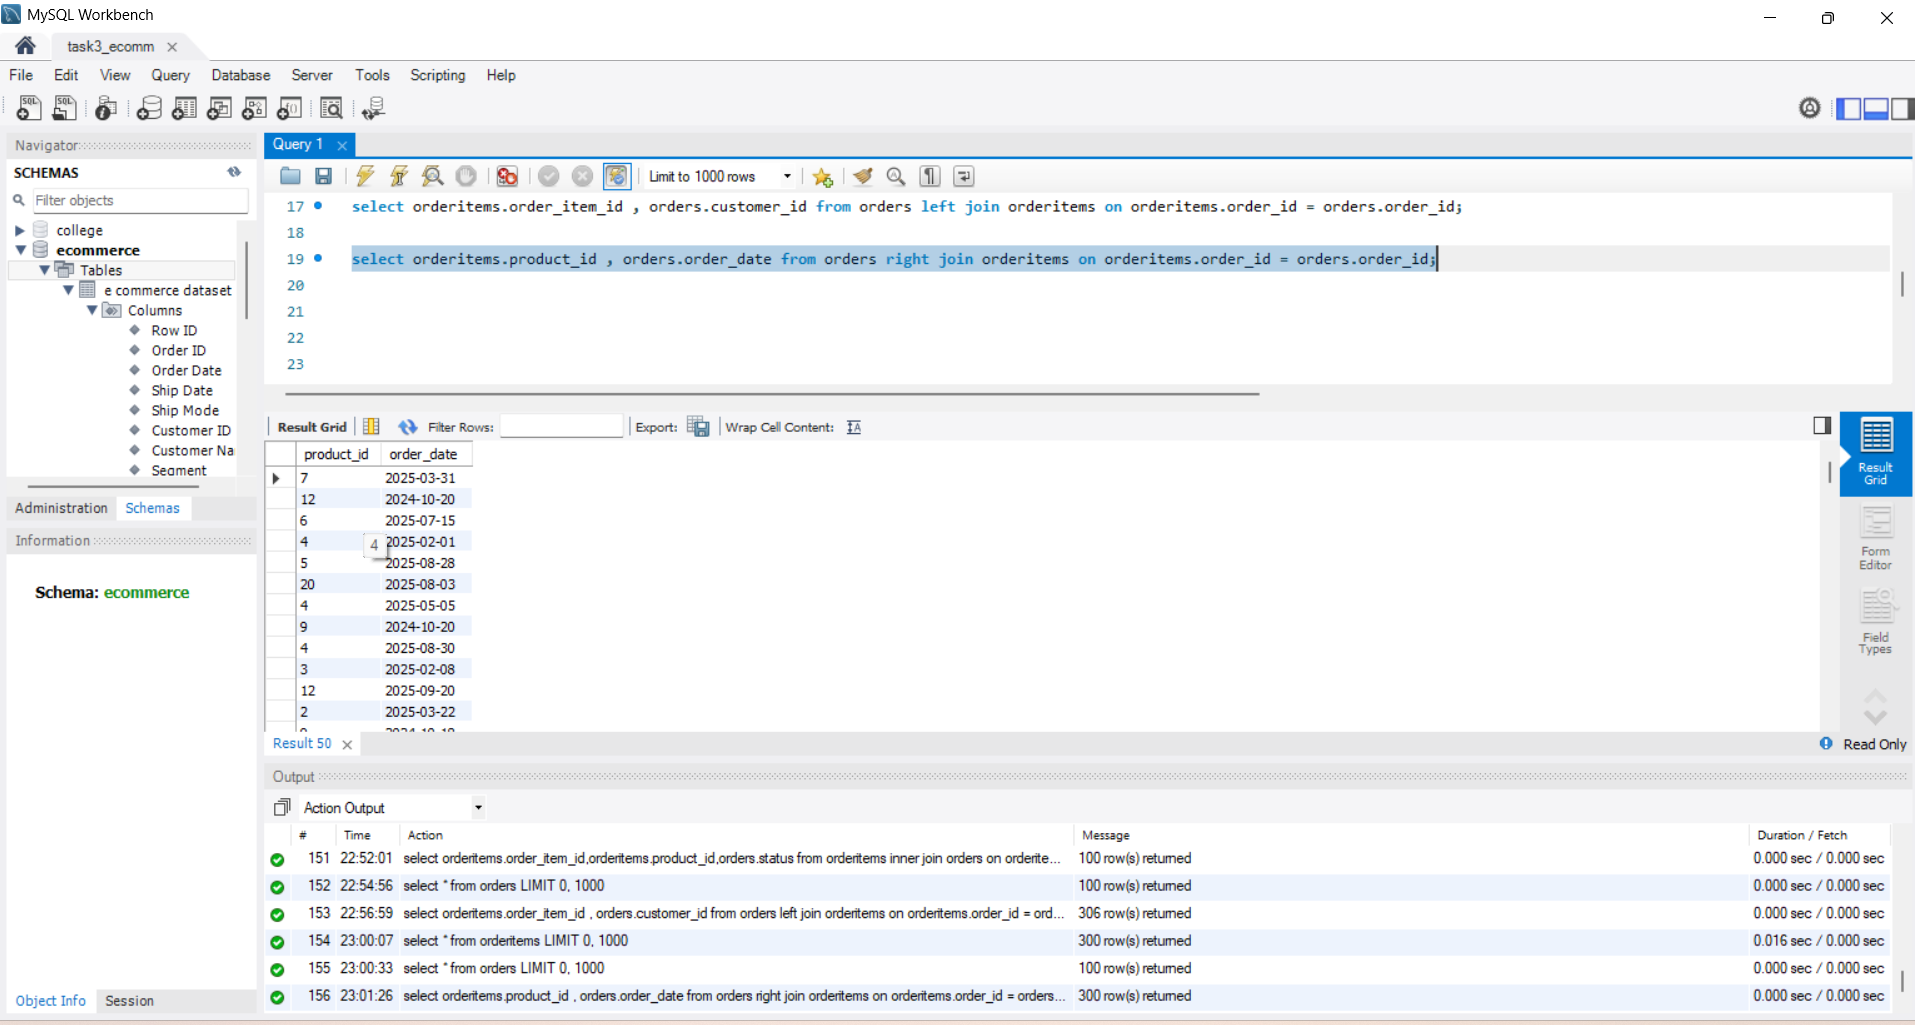 MySQL Workbench
task3_ecomm
File Edit View Query Database Server Tools Scripting Help
Navigator
SCHEMAS
Filter objects
college
ecommerce
Tables
e commerce dataset
Columns
Row ID
Order ID
Order Date
Ship Date
Ship Mode
Customer ID
Customer Na
Segment
Administration Schemas
Information
Schema: ecommerce
Object Info Session
Query 1
Limit to 1000 rows
17 select orderitems.order_item_id , orders.customer_id from orders left join orderitems on orderitems.order_id = orders.order_id;
18
19 select orderitems.product_id , orders.order_date from orders right join orderitems on orderitems.order_id = orders.order_id;
20
21
22
23
Result Grid Filter Rows: Export: Wrap Cell Content:
product_id order_date
7 2025-03-31
12 2024-10-20
6 2025-07-15
4 2025-02-01
4
5 2025-08-28
20 2025-08-03
4 2025-05-05
9 2024-10-20
4 2025-08-30
3 2025-02-08
12 2025-09-20
2 2025-03-22
Result Grid
Form Editor
Field Types
Result 50
Read Only
Output
Action Output
# Time Action Message Duration / Fetch
151 22:52:01 select orderitems.order_item_id,orderitems.product_id,orders.status from orderitems inner join orders on orderite... 100 row(s) returned 0.000 sec / 0.000 sec
152 22:54:56 select * from orders LIMIT 0, 1000 100 row(s) returned 0.000 sec / 0.000 sec
153 22:56:59 select orderitems.order_item_id , orders.customer_id from orders left join orderitems on orderitems.order_id = ord... 306 row(s) returned 0.000 sec / 0.000 sec
154 23:00:07 select * from orderitems LIMIT 0, 1000 300 row(s) returned 0.016 sec / 0.000 sec
155 23:00:33 select * from orders LIMIT 0, 1000 100 row(s) returned 0.000 sec / 0.000 sec
156 23:01:26 select orderitems.product_id , orders.order_date from orders right join orderitems on orderitems.order_id = orders... 300 row(s) returned 0.000 sec / 0.000 sec